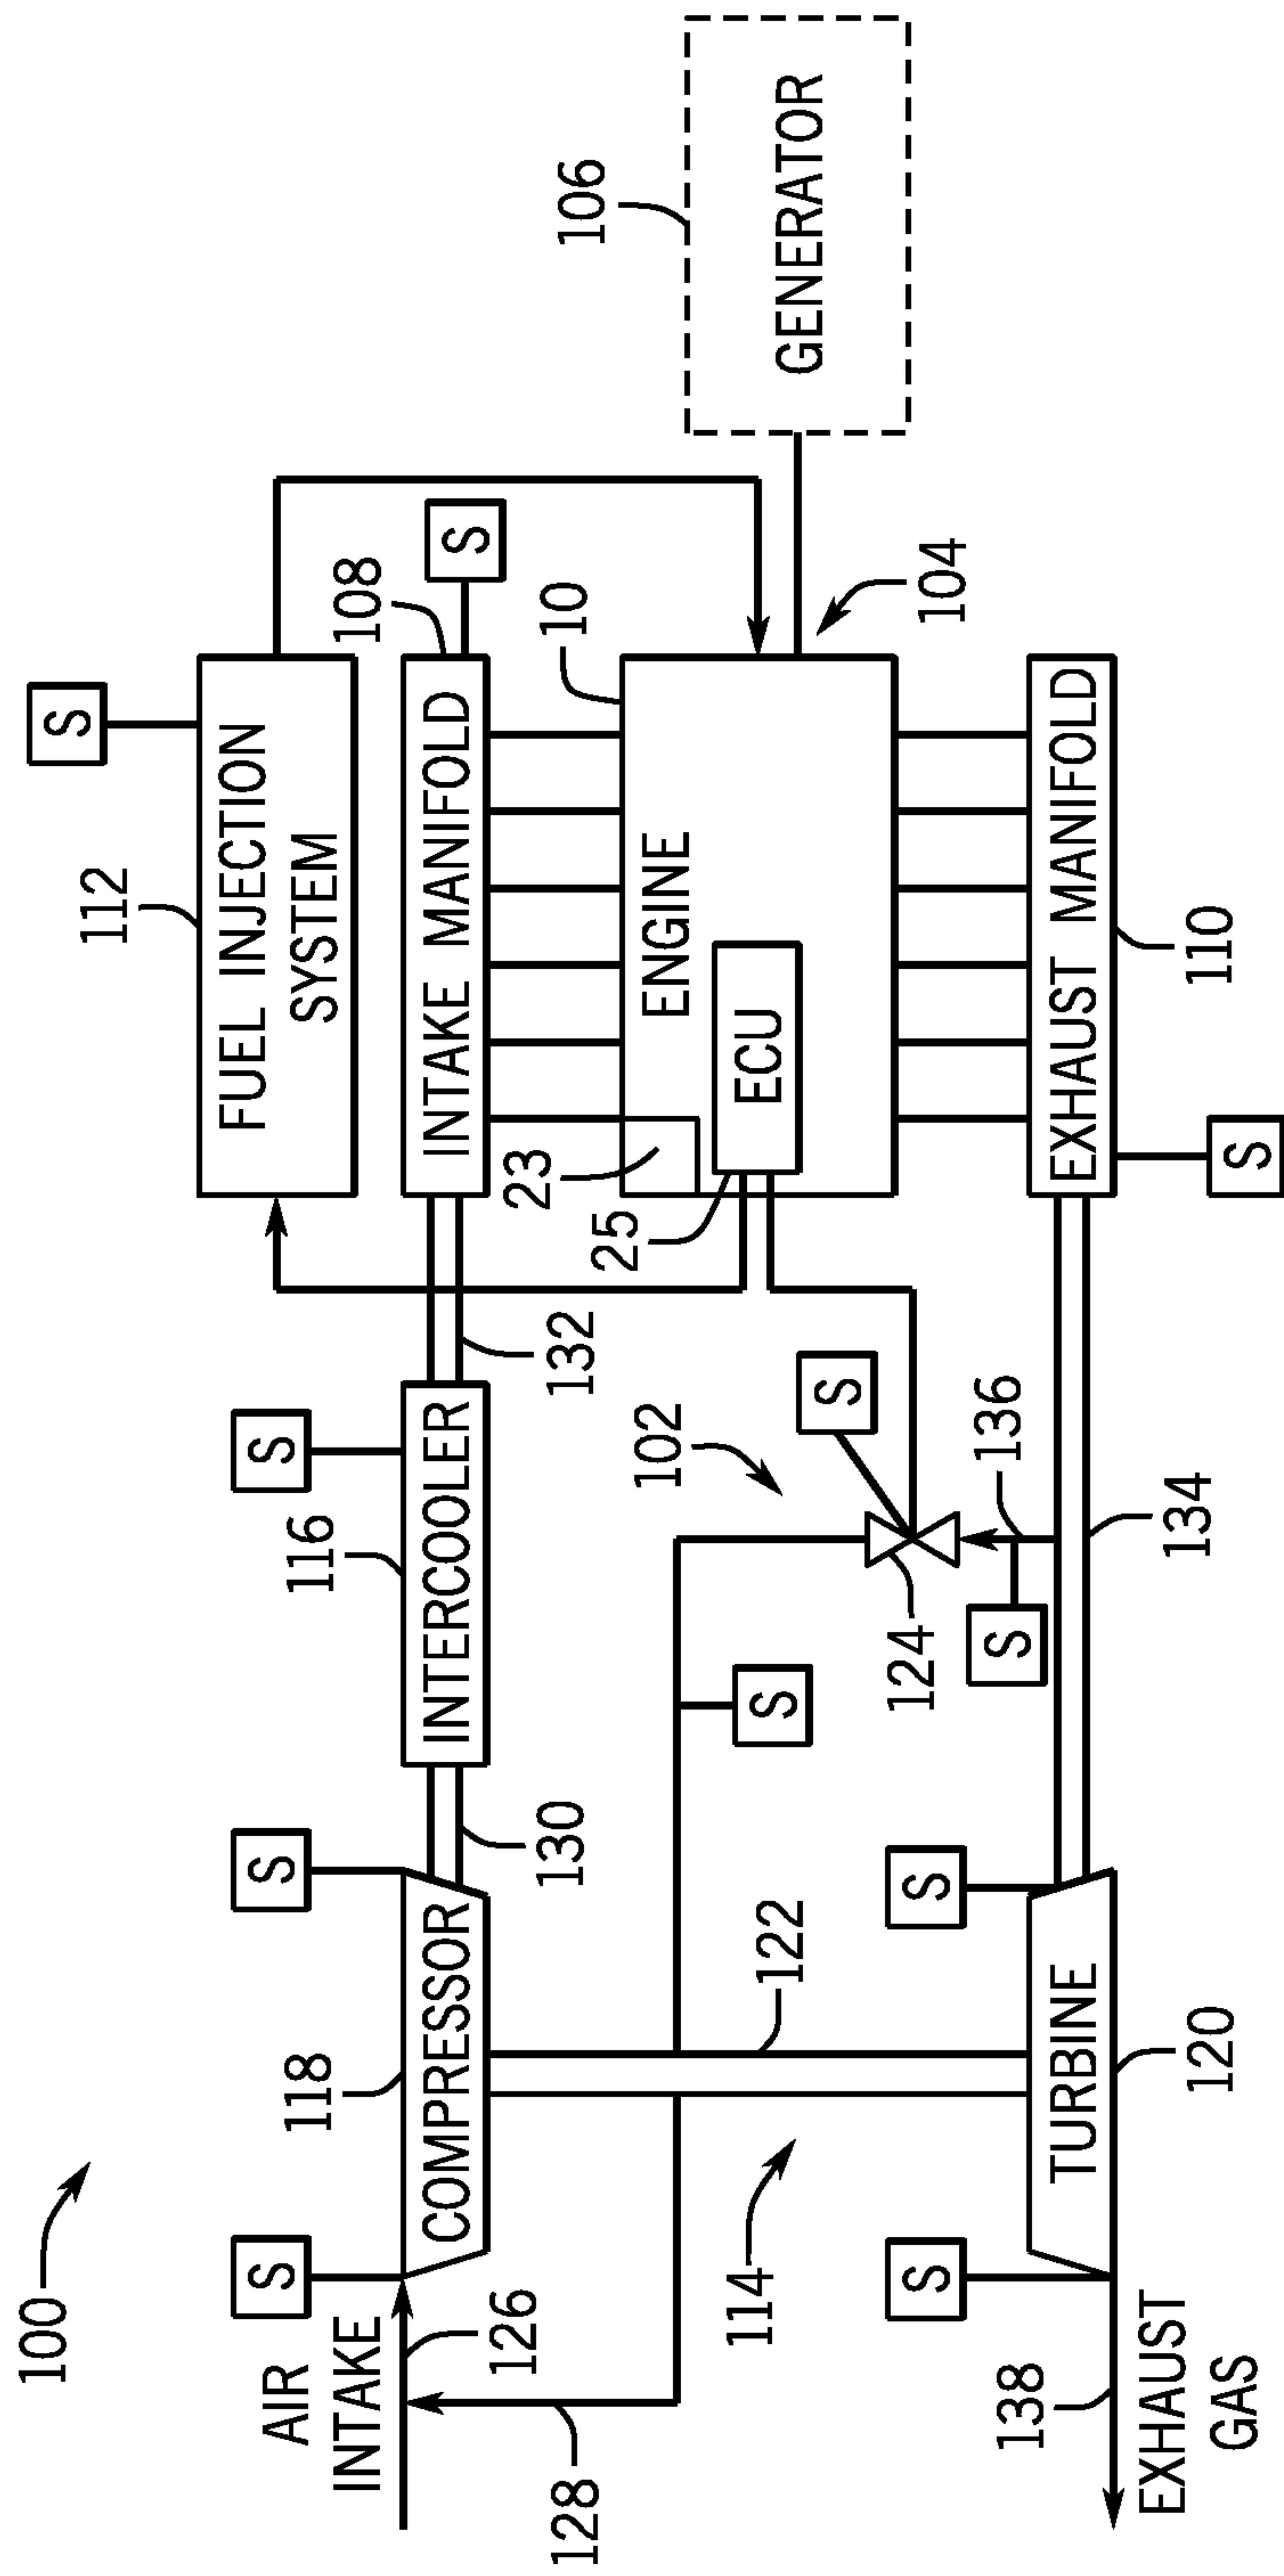 100
S
112
S
S
S
FUEL INJECTION
SYSTEM
AIR
INTAKE
118
116
108
COMPRESSOR
INTERCOOLER
INTAKE MANIFOLD
S
126
130
132
23
10
128
106
25
102
ENGINE
114
122
S
ECU
GENERATOR
S
124
S
S
104
136
S
138
TURBINE
EXHAUST MANIFOLD
EXHAUST
GAS
134
120
110
S